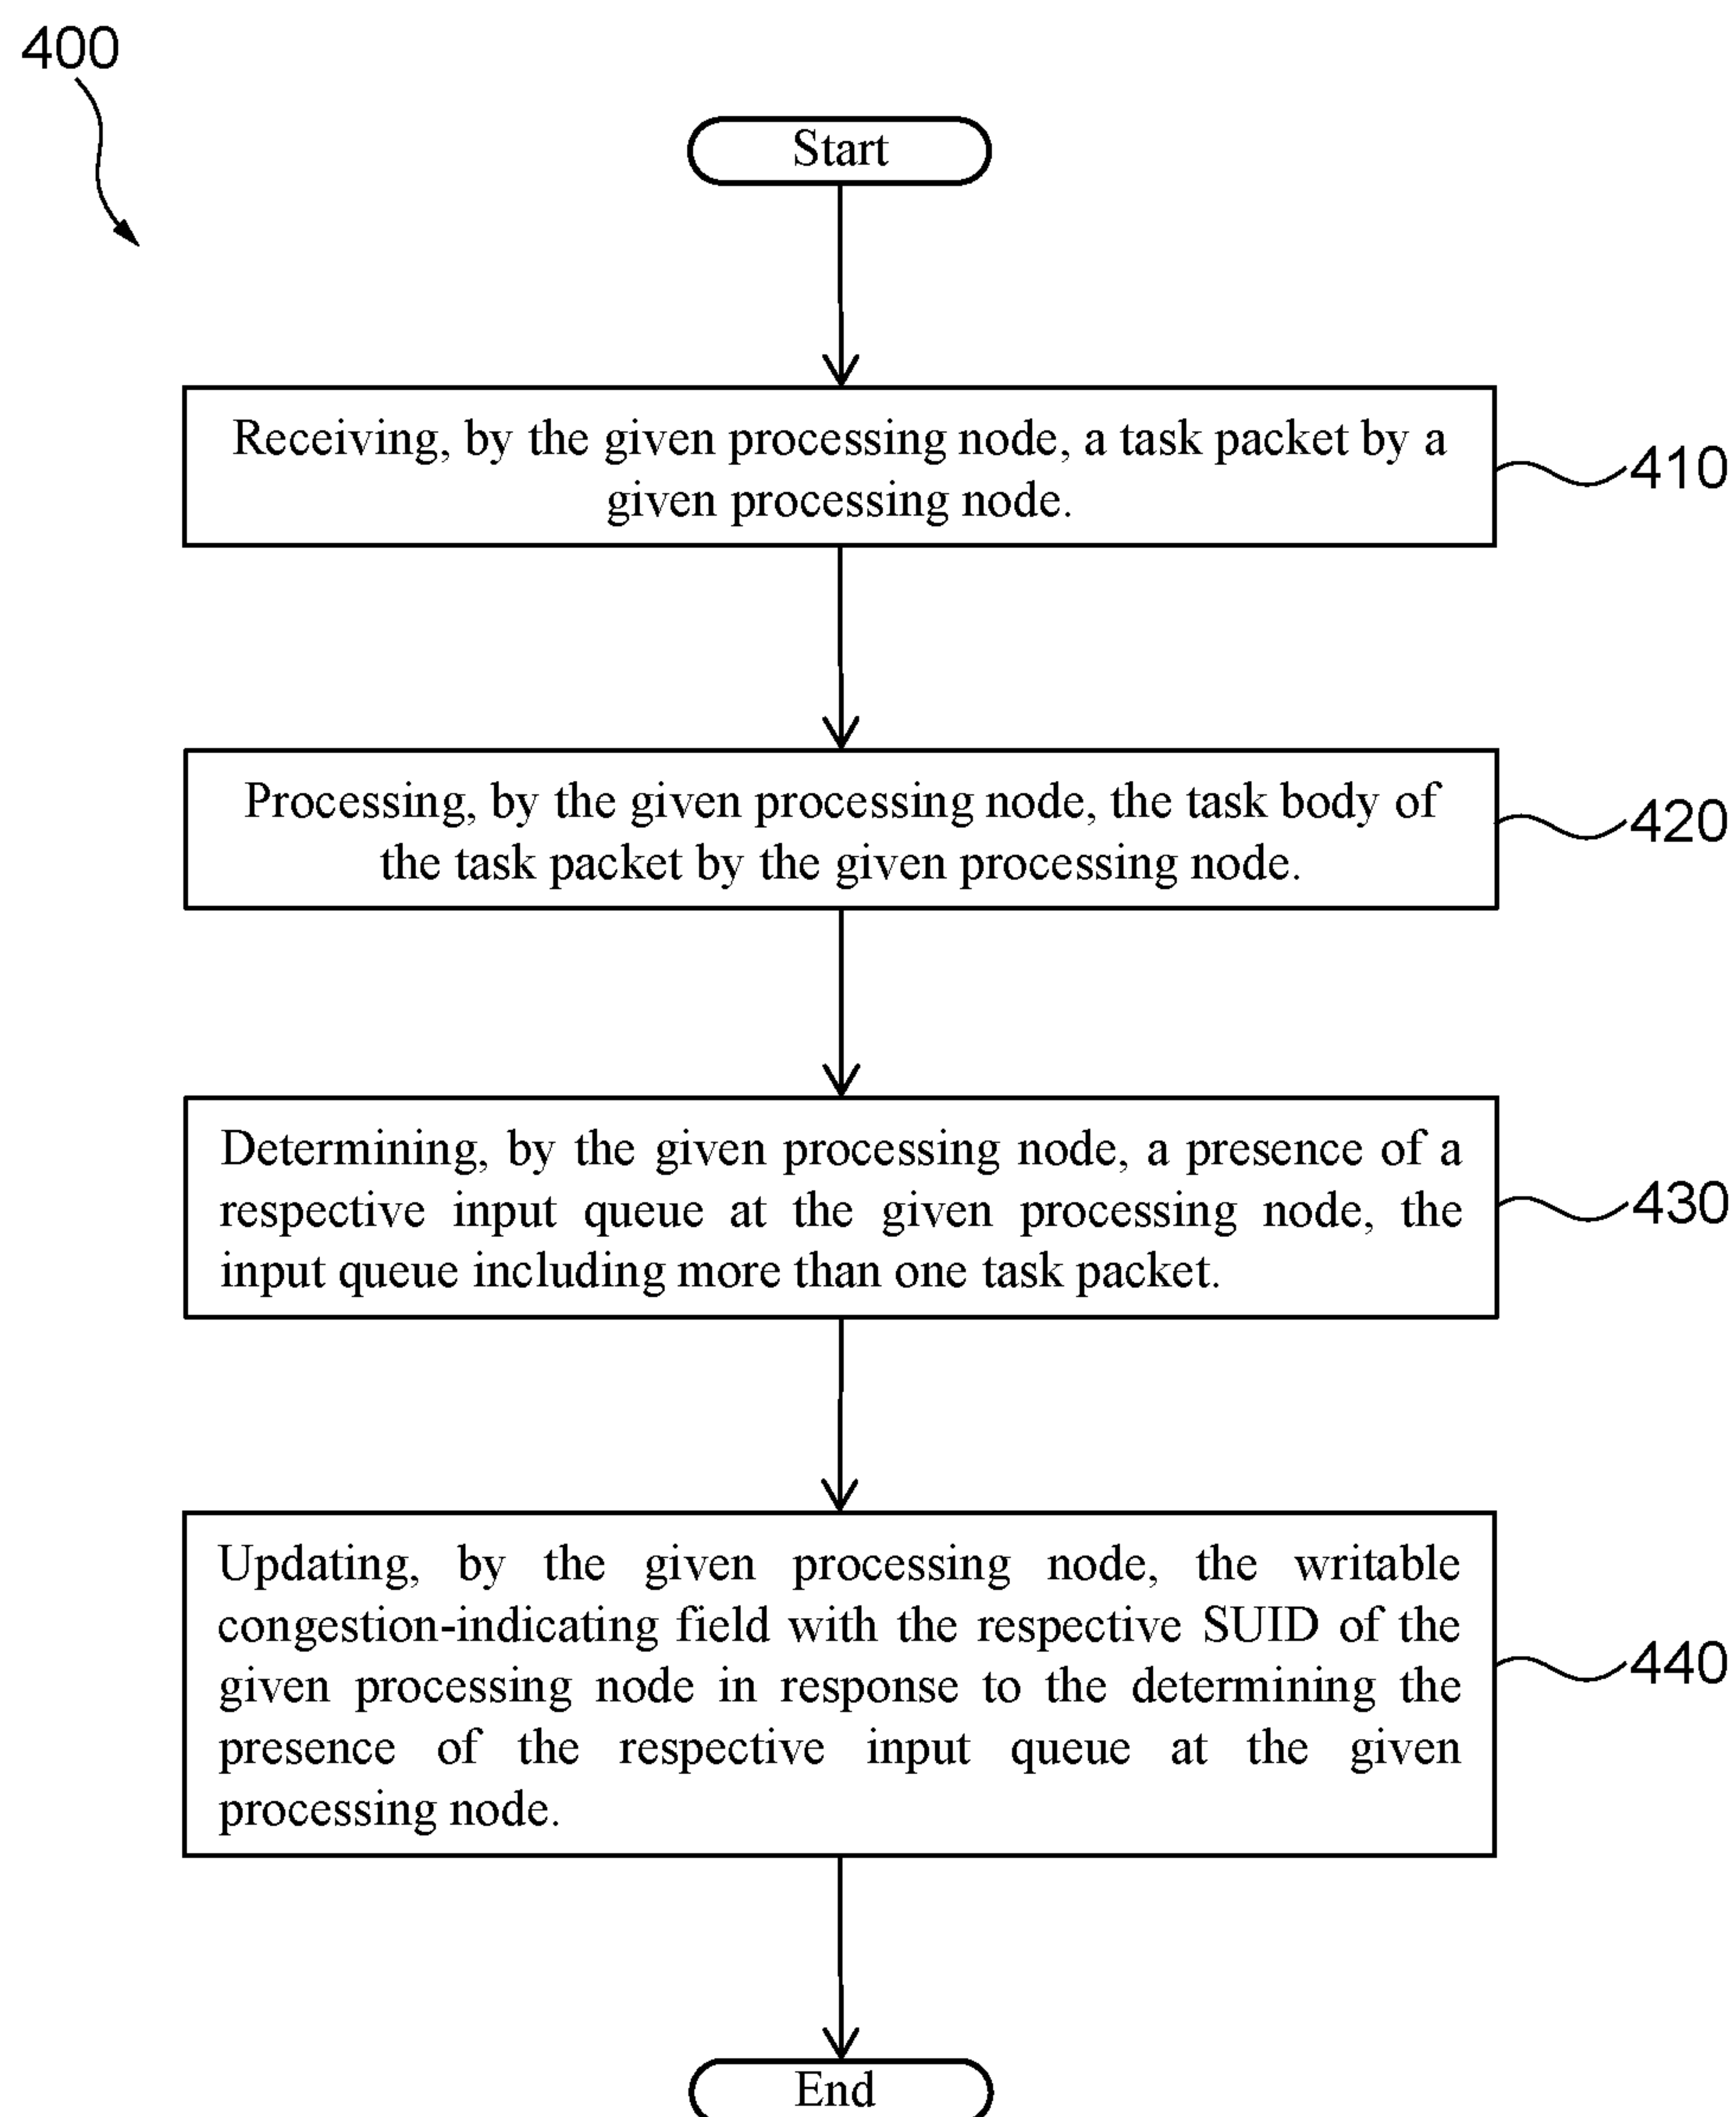 400
Start
Receiving, by the given processing node, a task packet by a
given processing node.
410
Processing, by the given processing node, the task body of
the task packet by the given processing node.
420
Determining, by the given processing node, a presence of a
respective input queue at the given processing node, the
input queue including more than one task packet.
430
Updating, by the given processing node, the writable
congestion-indicating field with the respective SUID of the
given processing node in response to the determining the
presence of the respective input queue at the given
processing node.
440
End